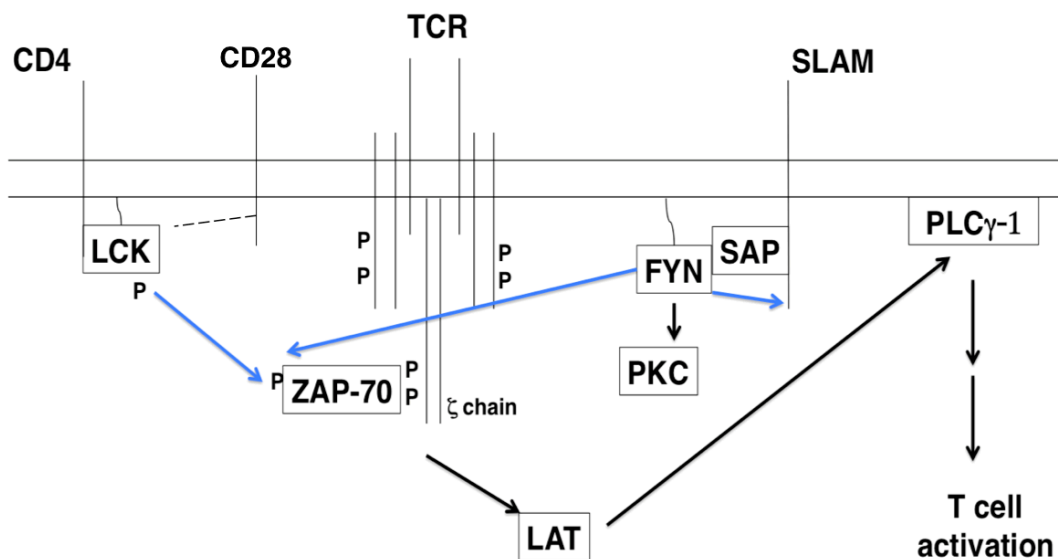 TCR
CD4
CD28
SLAM
LCK
P
P
P
P
P
FYN
SAP
PLCγ-1
P
ZAP-70
P
P
ζ chain
PKC
LAT
T cell
activation